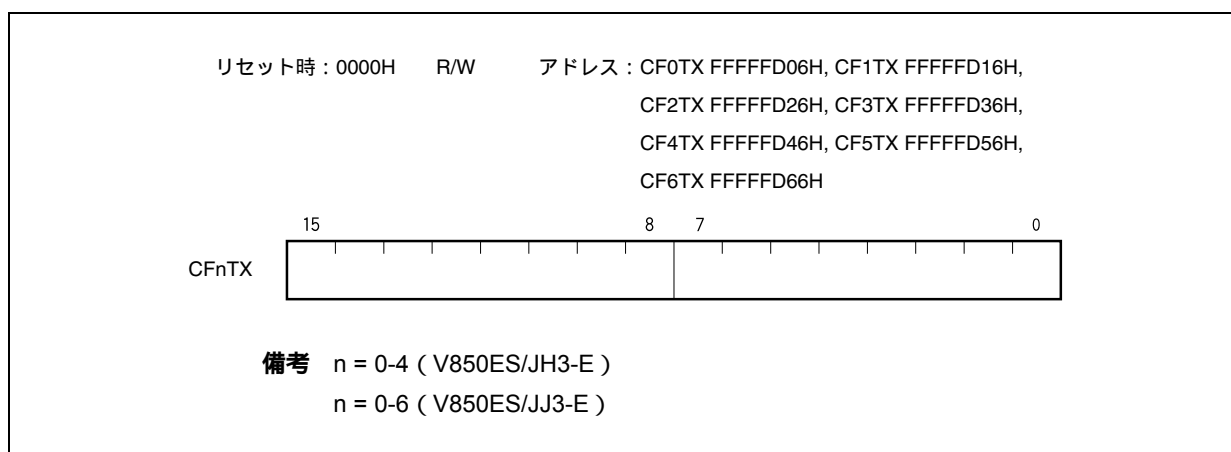 リセット時：0000H　　R/W　　アドレス：CF0TX FFFFFD06H, CF1TX FFFFFD16H,
CF2TX FFFFFD26H, CF3TX FFFFFD36H,
CF4TX FFFFFD46H, CF5TX FFFFFD56H,
CF6TX FFFFFD66H
15　8　7　0
CFnTX
備考　n = 0-4（V850ES/JH3-E）
n = 0-6（V850ES/JJ3-E）